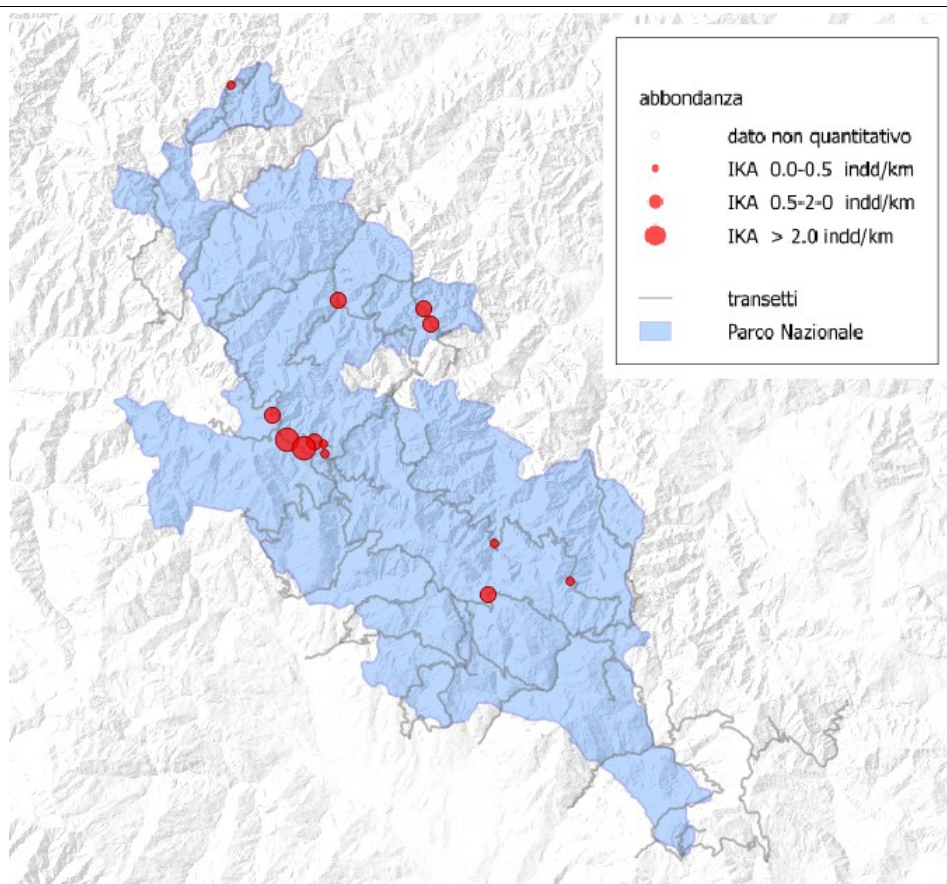 abbondanza
dato non quantitativo
IKA 0.0-0.5 indd/km
IKA 0.5-2-0 indd/km
IKA > 2.0 indd/km
transetti
Parco Nazionale